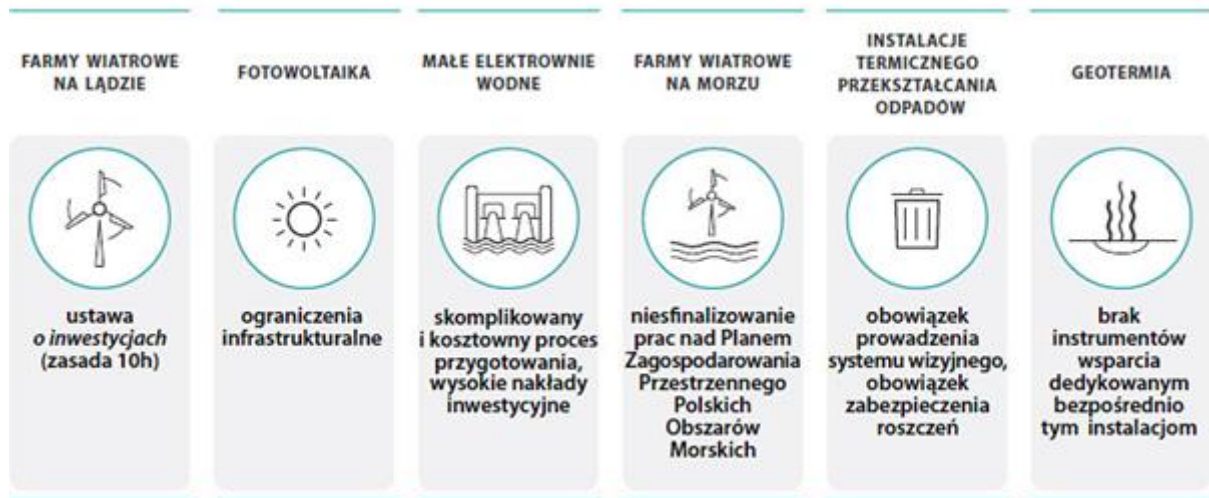 FARMY WIATROWE
NA LĄDZIE
ustawa
o inwestycjach
(zasada 10h)
FOTOWOLTAIKA
ograniczenia
infrastrukturalne
MAŁE ELEKTROWNIE
WODNE
skomplikowany
i kosztowny proces
przygotowania,
wysokie nakłady
inwestycyjne
FARMY WIATROWE
NA MORZU
niesfinalizowanie
prac nad Planem
Zagospodarowania
Przestrzennego
Polskich
Obszarów
Morskich
INSTALACJE
TERMICZNEGO
PRZEKSZTAŁCANIA
ODPADÓW
obowiązek
prowadzenia
systemu wizyjnego,
obowiązek
zabezpieczenia
roszczeń
GEOTERMIA
brak
instrumentów
wsparcia
dedykowanym
bezpośrednio
tym instalacjom